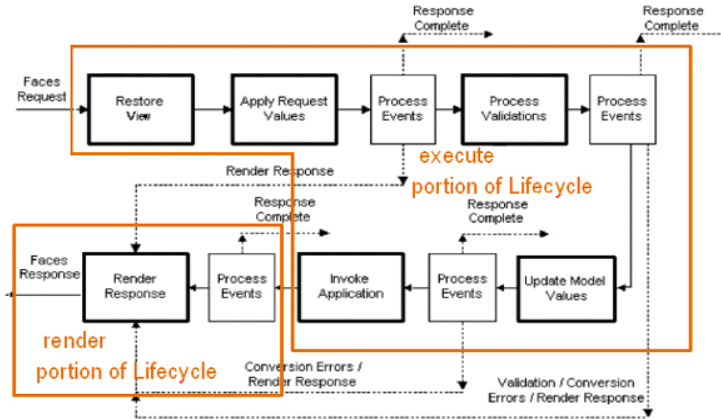 Response
Complete
Response
Complete
Faces
Request
Restore
View
Apply Request
Values
Process
Events
Process
Validations
Process
Events
execute
portion of Lifecycle
Render Response
Response
Complete
Response
Complete
Faces
Response
Render
Response
Process
Events
Invoke
Application
Process
Events
Update Model
Values
render
portion of Lifecycle
Conversion Errors /
Render Response
Validation / Conversion
Errors / Render Response